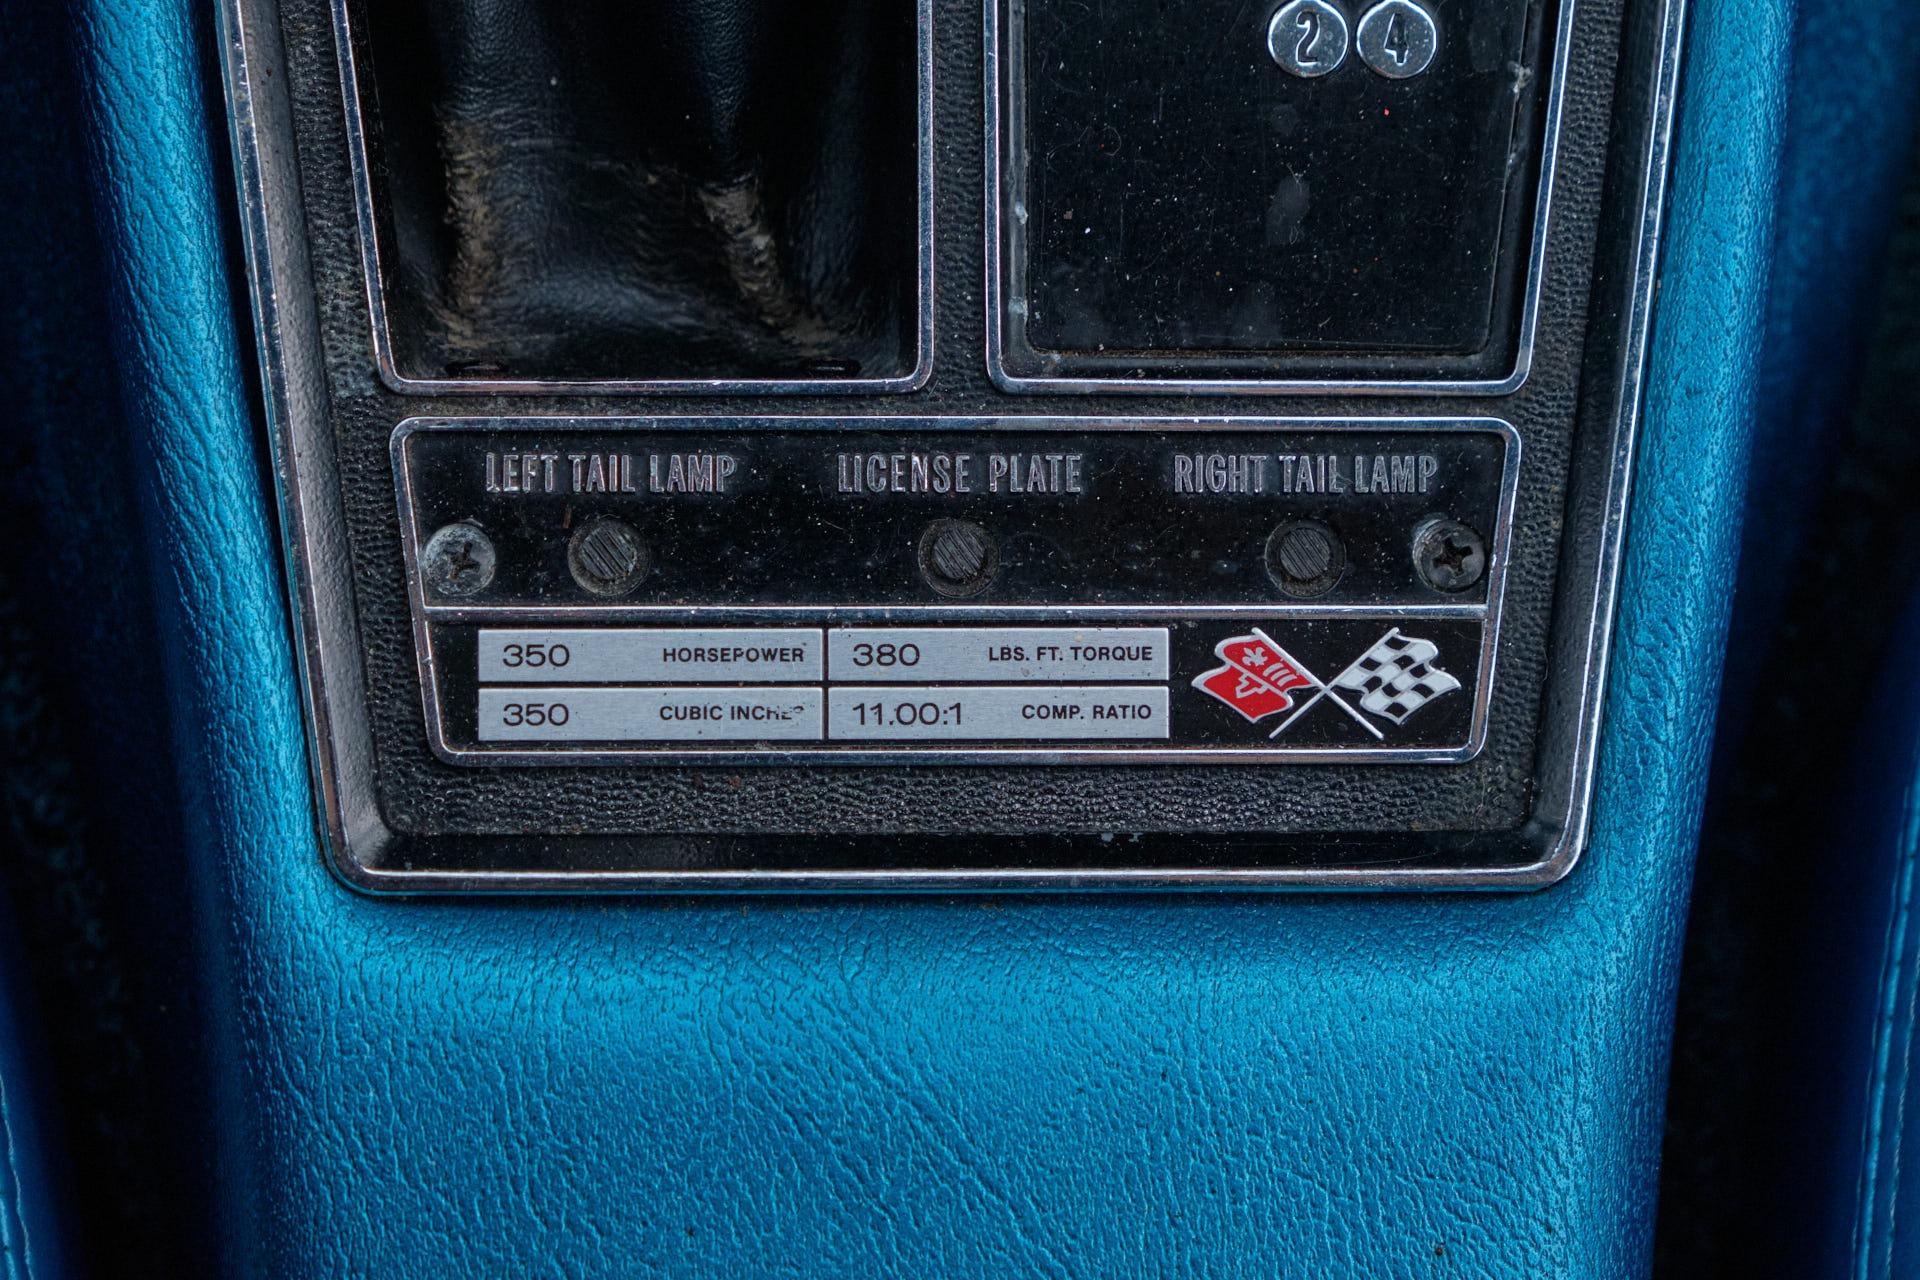 2 4
LEFT TAIL LAMP LICENSE PLATE RIGHT TAIL LAMP
350 HORSEPOWER 380 LBS. FT. TORQUE
350 CUBIC INCHES 11.00:1 COMP. RATIO